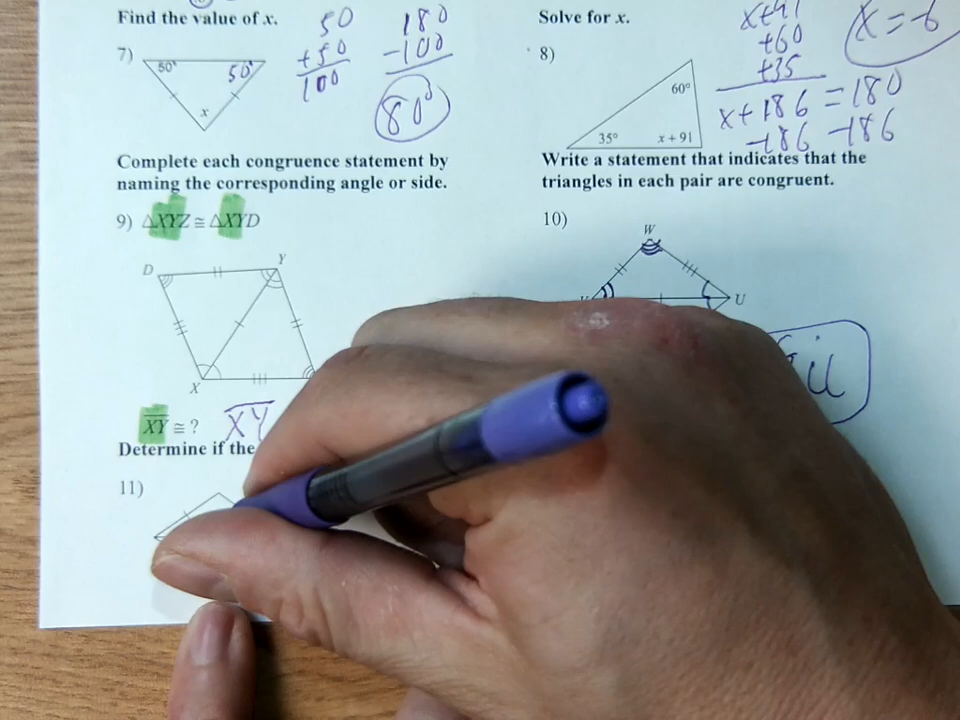 Find the value of x.
7)
50°
50°
x
50
+50
100
180
-100
80°
Solve for x.
8)
60°
35°
x + 91
+60
+35
x+186 = 180
-186 -186
x = -6
Complete each congruence statement by
naming the corresponding angle or side.
9) △XYZ ≅ △XYD
D
Y
X
XY ≅ ?
XY
Write a statement that indicates that the
triangles in each pair are congruent.
10)
W
U
Determine if the
11)